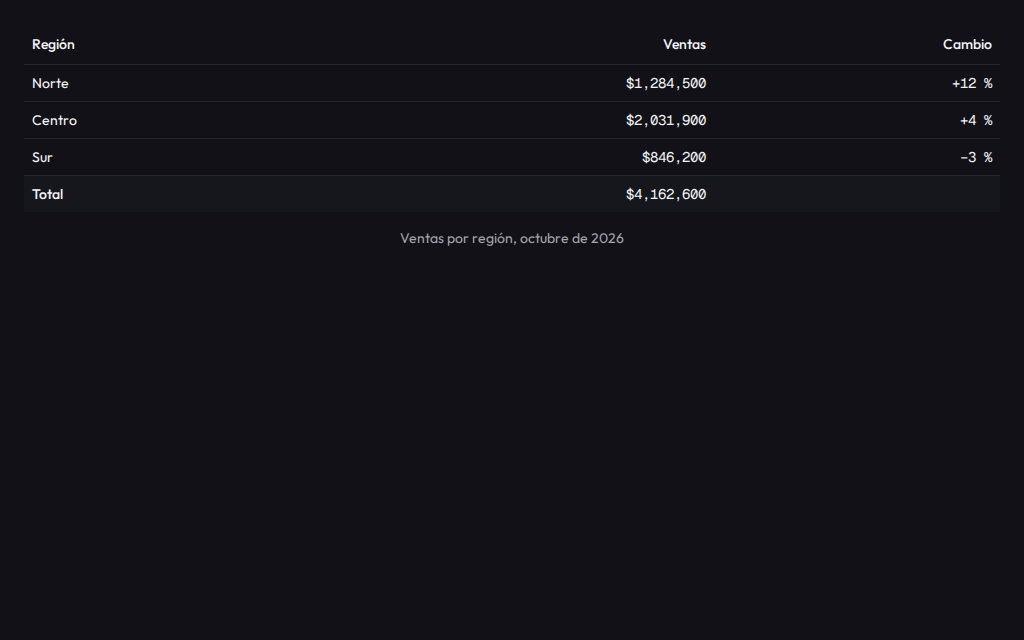 Región Ventas Cambio
Norte $1,284,500 +12 %
Centro $2,031,900 +4 %
Sur $846,200 −3 %
Total $4,162,600
Ventas por región, octubre de 2026